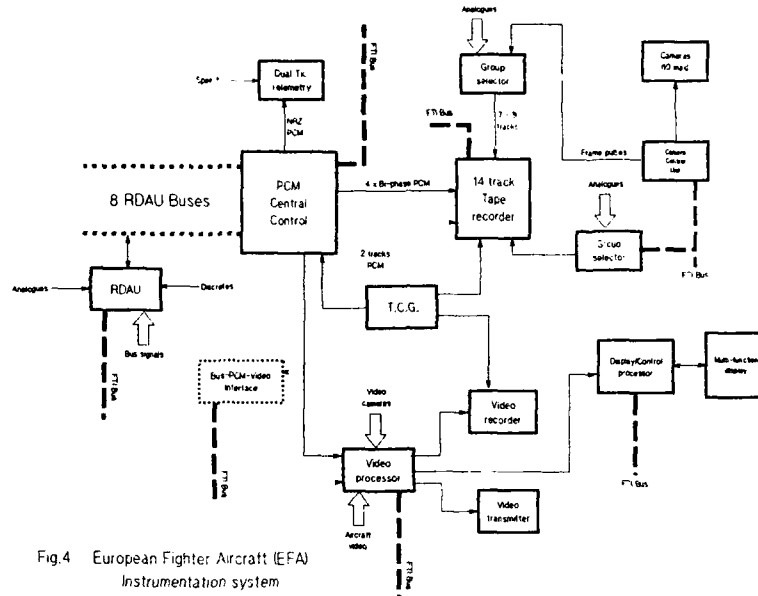 Analogues
FTI Bus
Dual Tx
telemetry
Group
selector
Cameras
NRZ
PCM
7 - 9
tracks
FTI Bus
Frame pulses
Camera
Control
Unit
8 RDAU Buses
PCM
Central
Control
4 x Bi-phase PCM
14 track
Tape
recorder
Analogues
2 tracks
PCM
Group
selector
FTI Bus
Analogues
RDAU
Discretes
T.C.G.
Bus signals
FTI Bus
Bus-PCM-Video
Interface
Video
cameras
Video
recorder
Display/Control
processor
Multi-function
display
FTI Bus
Video
processor
FTI Bus
Video
transmitter
Aircraft
video
FTI Bus
Fig.4 European Fighter Aircraft (EFA)
Instrumentation system